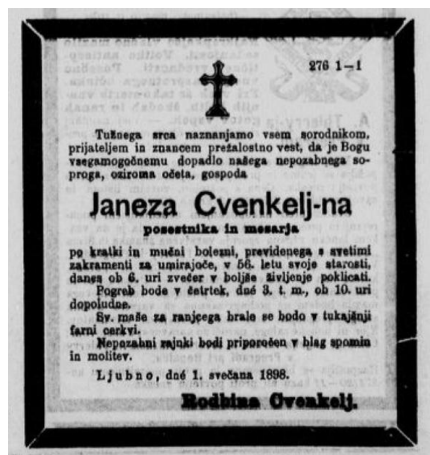 276 1–1
Tužnega srca naznanjamo vsem sorodnikom,
prijateljem in znancem prežalostno vest, da je Bogu
vsegamogočnemu dopadlo našega nepozabnega so-
proga, oziroma očeta, gospoda
Janeza Cvenkelj-na
posestnika in mesarja
po kratki in mučni bolezni, previdenega s svetimi
zakramenti za umirajoče, v 56. letu svoje starosti,
danes ob 6. uri zvečer v boljše življenje poklicati.
Pogreb bode v četrtek, dné 3. t. m., ob 10. uri
dopoludne.
Sv. maše za ranjcega brale se bodo v tukajšnji
farni cerkvi.
Nepozabni rajnki bodi priporočen v blag spomin
in molitev.
Ljubno, dné 1. svečana 1898.
Rodbina Cvenkelj.